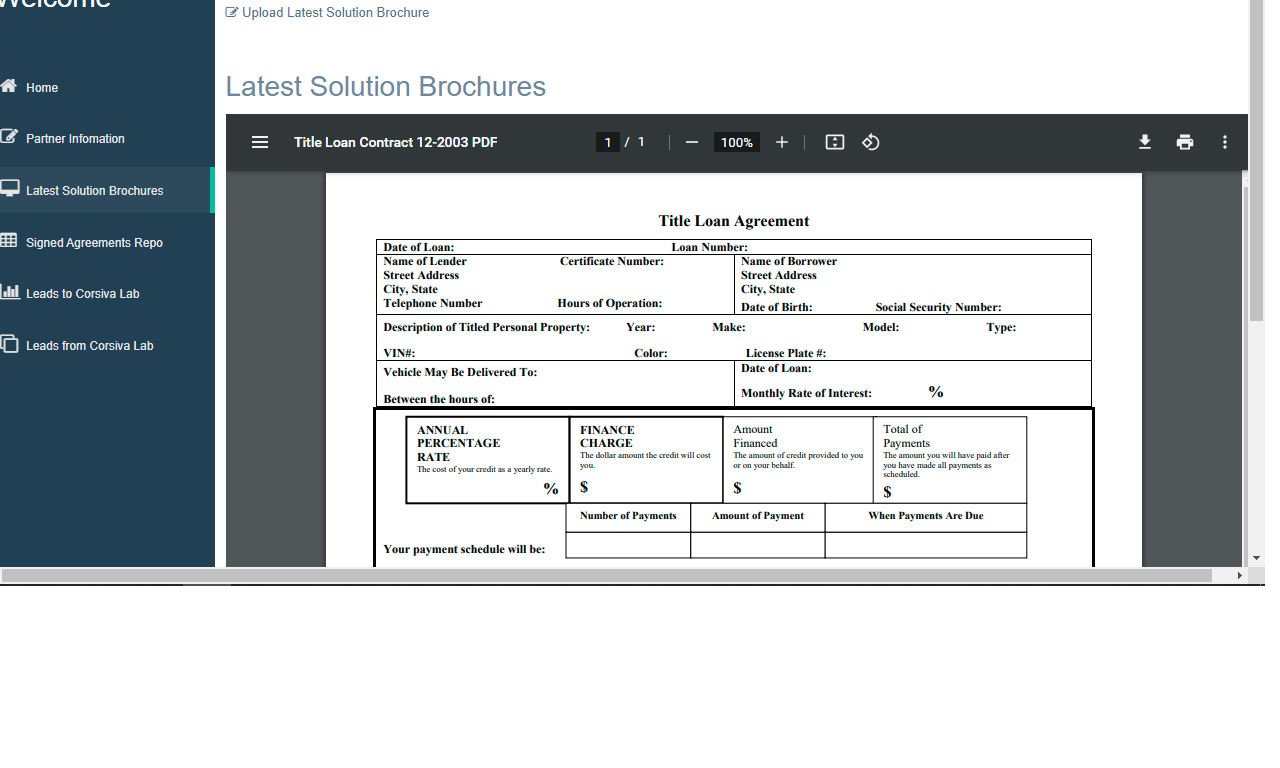 Welcome
Upload Latest Solution Brochure
Home
Partner Infomation
Latest Solution Brochures
Signed Agreements Repo
Leads to Corsiva Lab
Leads from Corsiva Lab
Latest Solution Brochures
Title Loan Contract 12-2003 PDF 1 / 1 — 100% +
Title Loan Agreement
Date of Loan: Loan Number:
Name of Lender Certificate Number: Name of Borrower
Street Address Street Address
City, State City, State
Telephone Number Hours of Operation: Date of Birth: Social Security Number:
Description of Titled Personal Property: Year: Make: Model: Type:
VIN#: Color: License Plate #:
Vehicle May Be Delivered To: Date of Loan:
Between the hours of: Monthly Rate of Interest: %
ANNUAL
PERCENTAGE
RATE
The cost of your credit as a yearly rate.
%
FINANCE
CHARGE
The dollar amount the credit will cost
you.
$
Amount
Financed
The amount of credit provided to you
or on your behalf.
$
Total of
Payments
The amount you will have paid after
you have made all payments as
scheduled.
$
Number of Payments Amount of Payment When Payments Are Due
Your payment schedule will be: